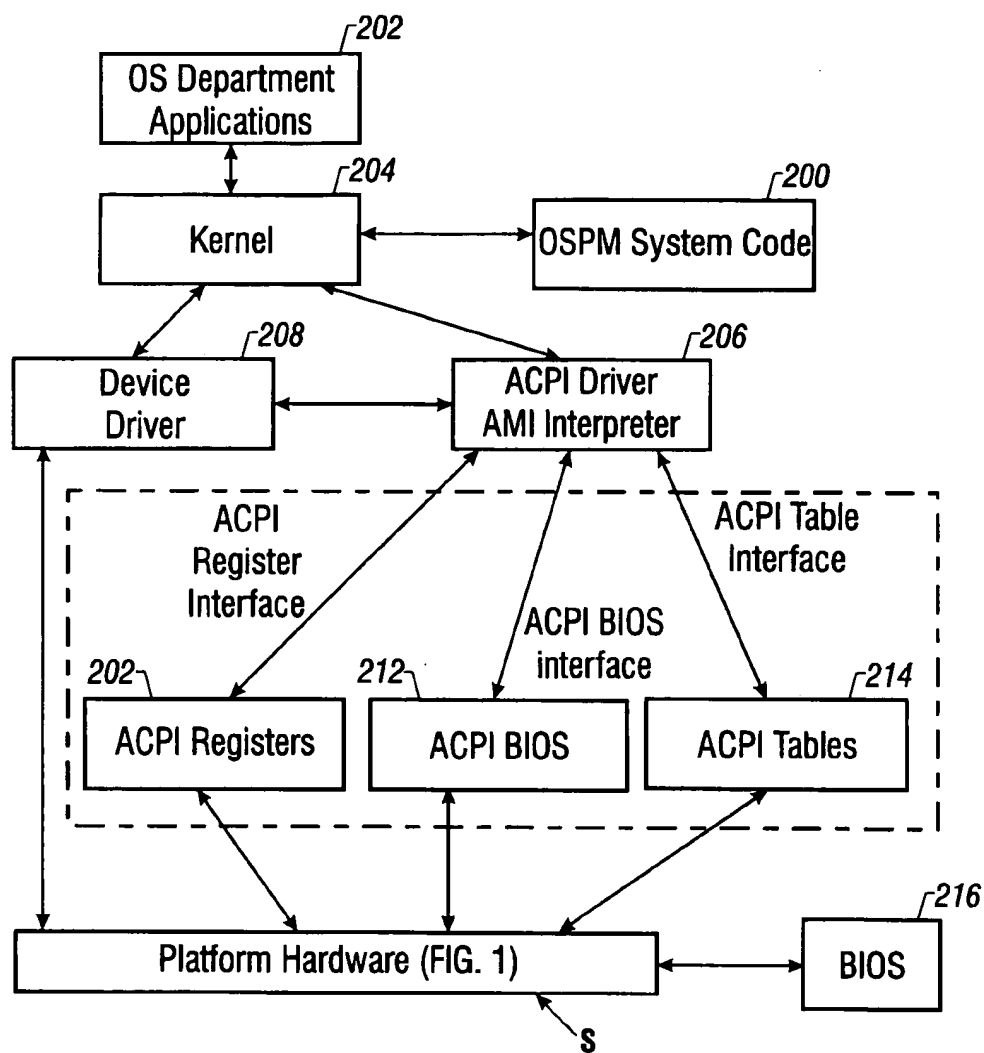 202
OS Department
Applications
204
Kernel
200
OSPM System Code
208
Device
Driver
206
ACPI Driver
AMI Interpreter
ACPI
Register
Interface
ACPI Table
Interface
ACPI BIOS
interface
202
ACPI Registers
212
ACPI BIOS
214
ACPI Tables
Platform Hardware (FIG. 1)
216
BIOS
S